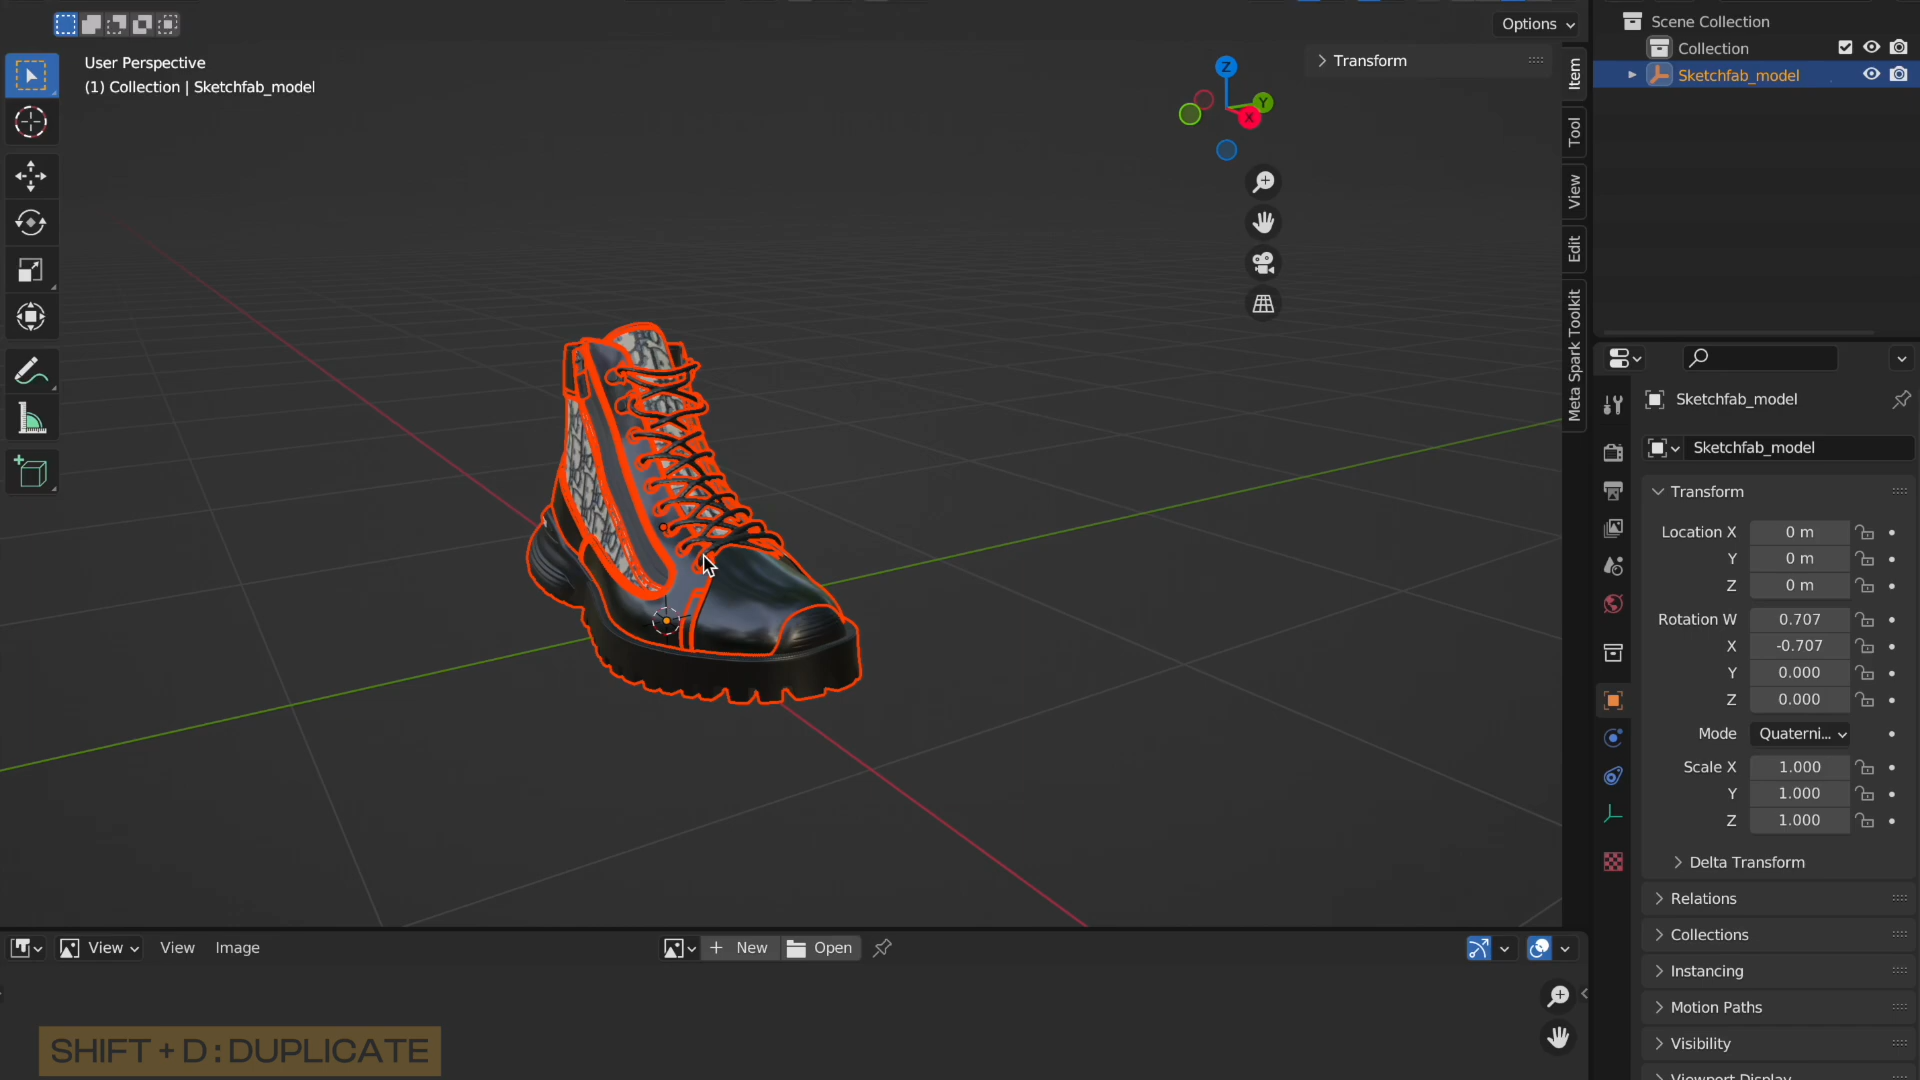 Options
User Perspective
(1) Collection | Sketchfab_model
Z
Y
X
Transform
Item
Tool
View
Edit
Meta Spark Toolkit
Scene Collection
Collection
Sketchfab_model
Sketchfab_model
Sketchfab_model
Transform
Location X 0 m
Y 0 m
Z 0 m
Rotation W 0.707
X -0.707
Y 0.000
Z 0.000
Mode Quaterni...
Scale X 1.000
Y 1.000
Z 1.000
Delta Transform
Relations
Collections
Instancing
Motion Paths
Visibility
Viewport Display
View View Image New Open
SHIFT + D : DUPLICATE